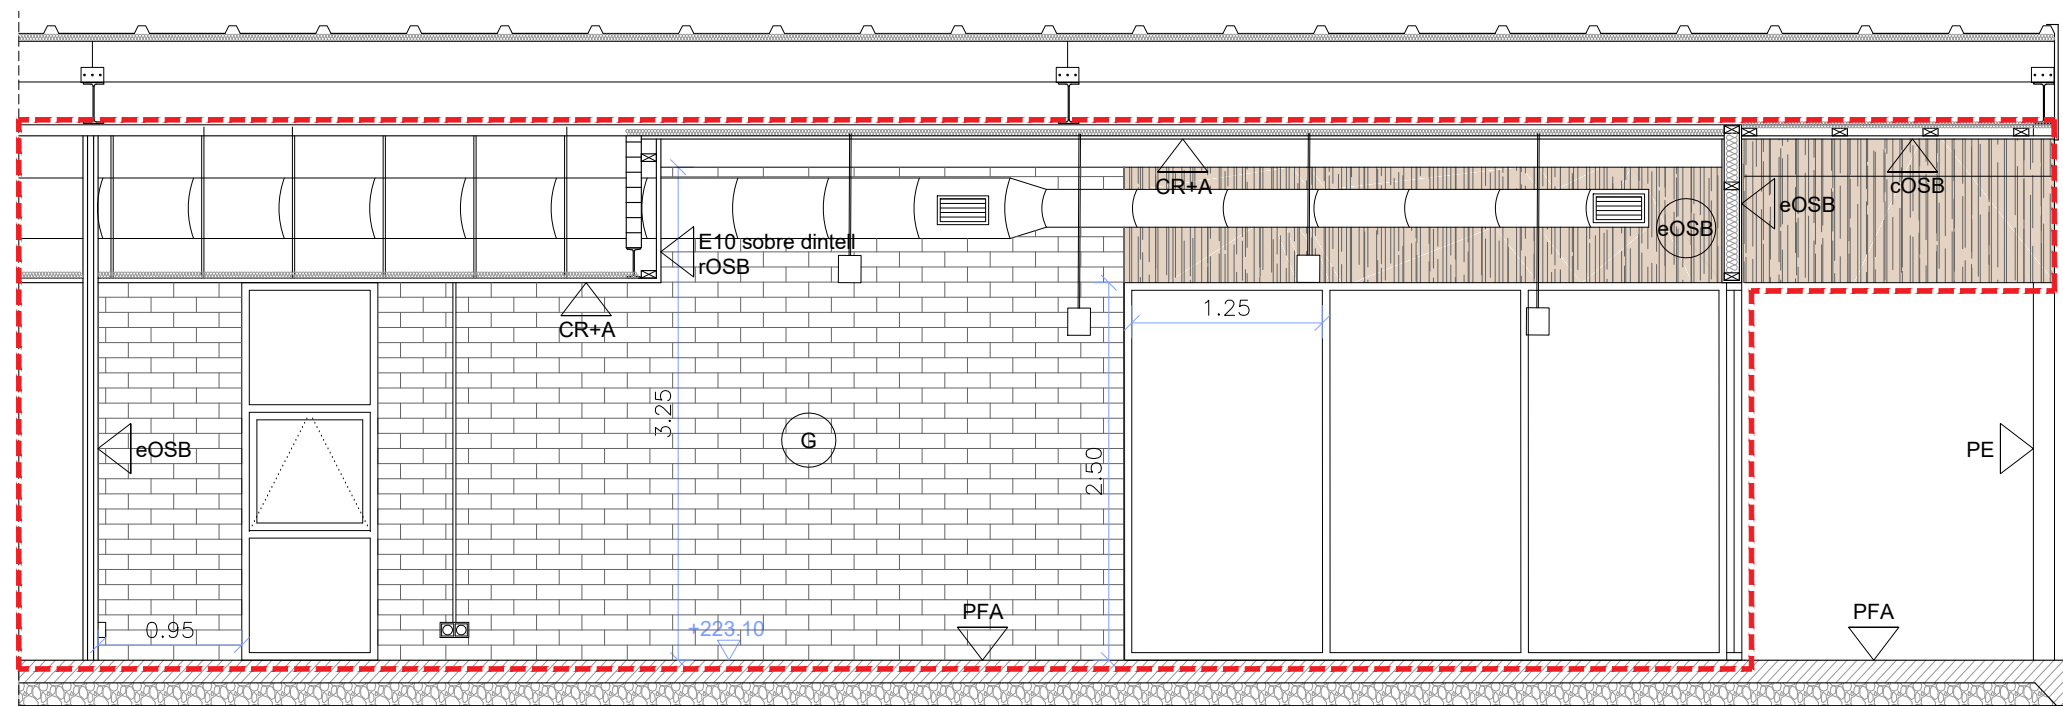 CR+A
cOSB
eOSB
eOSB
E10 sobre dintell
rOSB
1.25
CR+A
3.25
G
2.50
eOSB
PE
PFA
PFA
0.95
+223.10